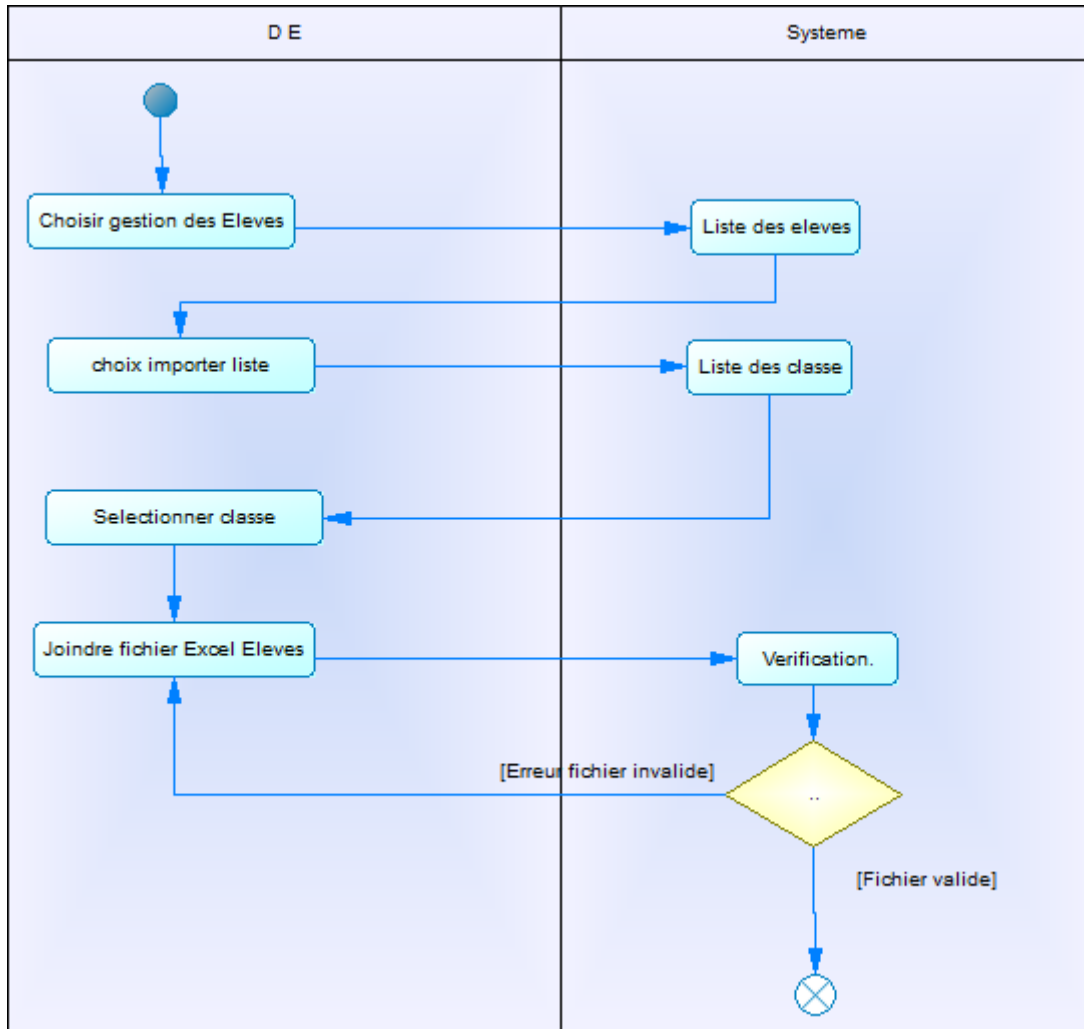 D E
Systeme
Choisir gestion des Eleves
Liste des eleves
choix importer liste
Liste des classe
Selectionner classe
Joindre fichier Excel Eleves
Verification.
[Erreur fichier invalide]
..
[Fichier valide]